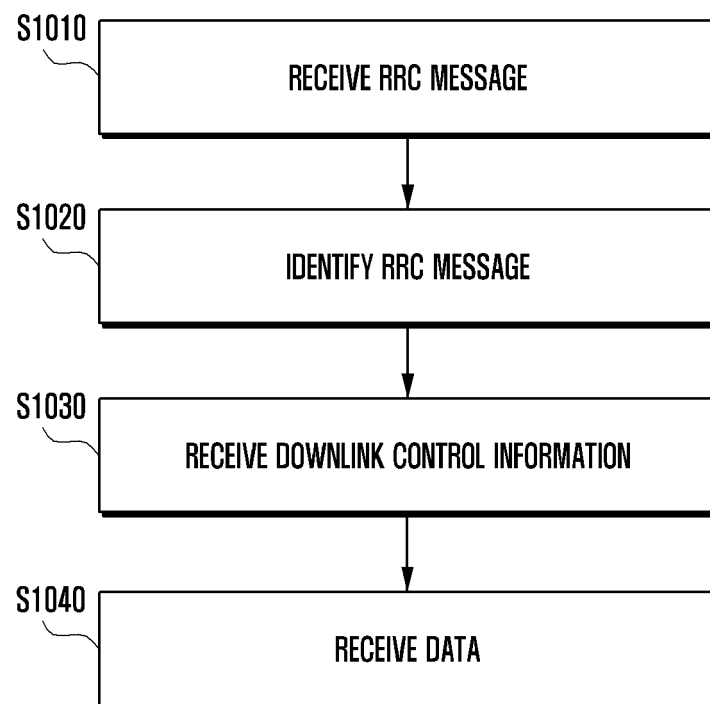 S1010
RECEIVE RRC MESSAGE
S1020
IDENTIFY RRC MESSAGE
S1030
RECEIVE DOWNLINK CONTROL INFORMATION
S1040
RECEIVE DATA